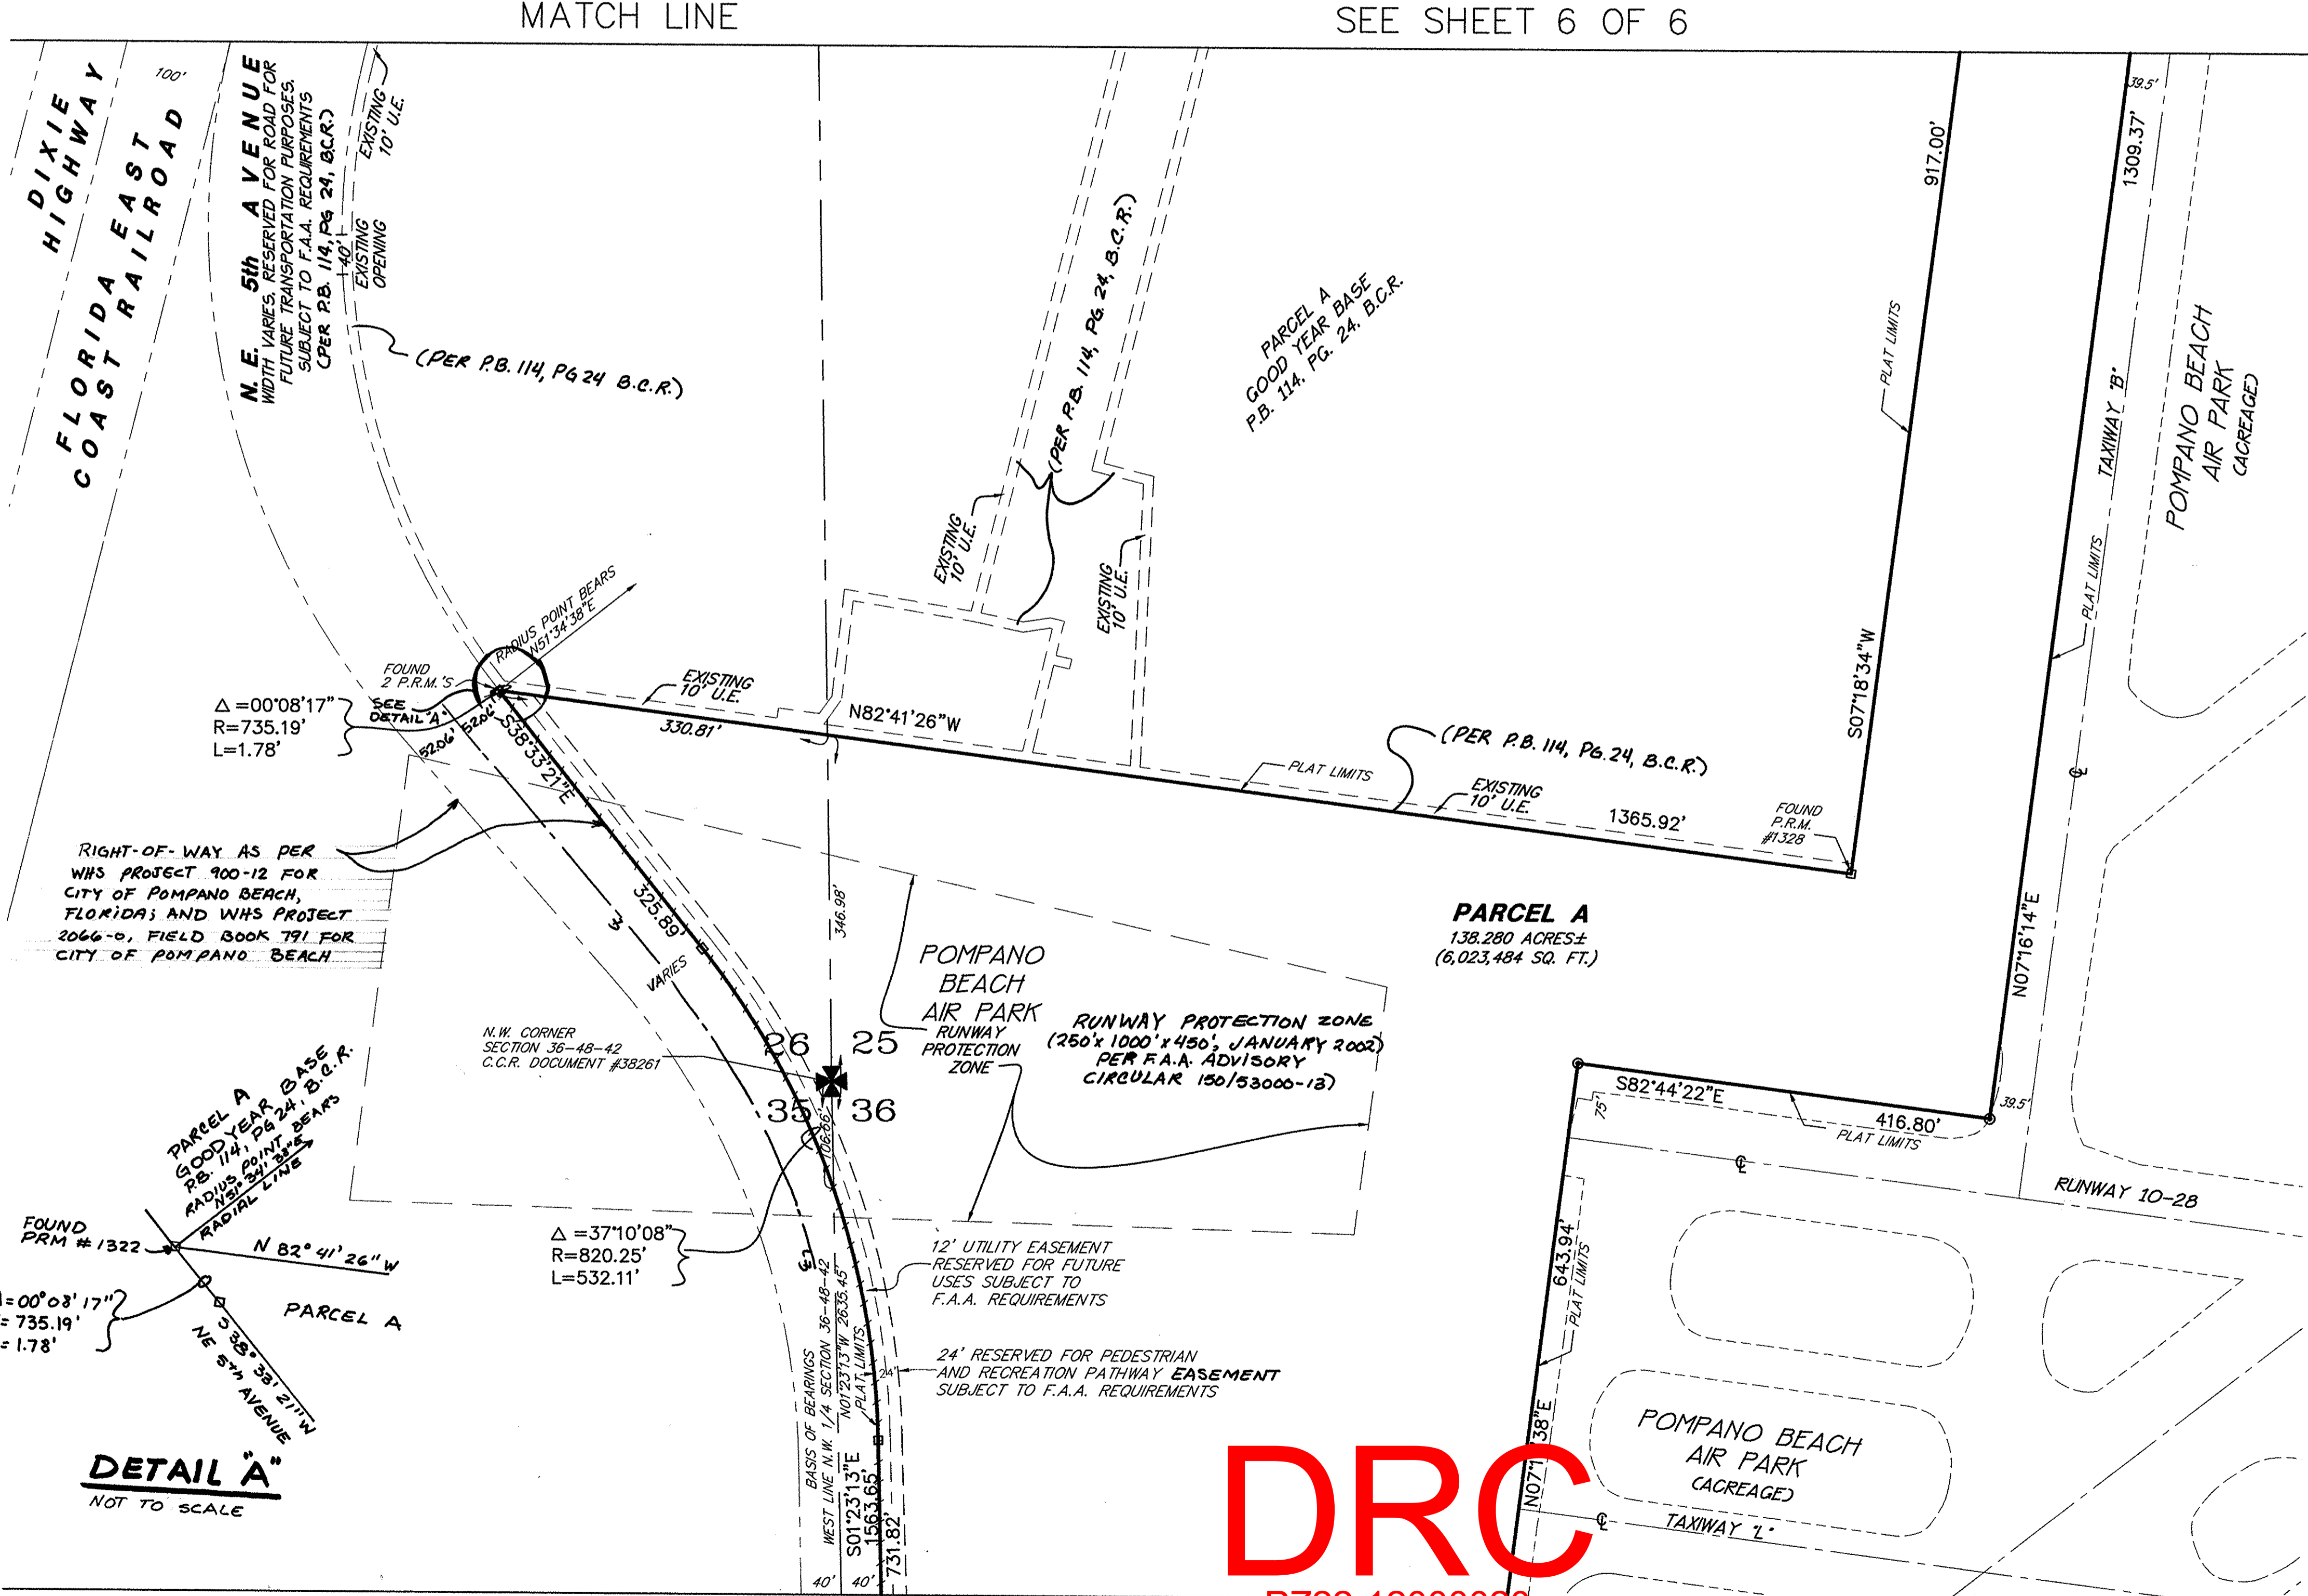 MATCH LINE
SEE SHEET 6 OF 6
DIXIE
HIGHWAY
100'
FLORIDA EAST
COAST RAILROAD
N.E. 5th AVENUE
WIDTH VARIES, RESERVED FOR ROAD FOR
FUTURE TRANSPORTATION PURPOSES.
SUBJECT TO F.A.A. REQUIREMENTS
(PER P.B. 114, PG 24, B.C.R.)
40'
EXISTING
10' U.E.
EXISTING
OPENING
(PER P.B. 114, PG 24 B.C.R.)
(PER P.B. 114, PG. 24, B.C.R.)
EXISTING
10' U.E.
EXISTING
10' U.E.
PARCEL A
GOOD YEAR BASE
P.B. 114, PG. 24, B.C.R.
917.00'
PLAT LIMITS
S07°18'34"W
39.5'
1309.37'
TAXIWAY "B"
PLAT LIMITS
N07°16'14"E
POMPANO BEACH
AIR PARK
(ACREAGE)
RADIUS POINT BEARS
N51°34'38"E
FOUND
2 P.R.M.'S
SEE
DETAIL "A"
Δ =00°08'17"
R=735.19'
L=1.78'
52.06'
52.06'
S38°33'21"E
325.89'
EXISTING
10' U.E.
330.81'
N82°41'26"W
PLAT LIMITS
(PER P.B. 114, PG.24, B.C.R.)
EXISTING
10' U.E.
1365.92'
FOUND
P.R.M.
#1328
RIGHT-OF-WAY AS PER
WHS PROJECT 900-12 FOR
CITY OF POMPANO BEACH,
FLORIDA; AND WHS PROJECT
2066-0, FIELD BOOK 791 FOR
CITY OF POMPANO BEACH
VARIES
346.98'
PARCEL A
138.280 ACRES±
(6,023,484 SQ. FT.)
POMPANO
BEACH
AIR PARK
RUNWAY
PROTECTION
ZONE
RUNWAY PROTECTION ZONE
(250'x 1000'x 450', JANUARY 2002)
PER F.A.A. ADVISORY
CIRCULAR 150/53000-13)
N.W. CORNER
SECTION 36-48-42
C.C.R. DOCUMENT #38261
26 25
35 36
106.66'
S82°44'22"E
416.80'
PLAT LIMITS
39.5'
75'
℄
RUNWAY 10-28
℄
PARCEL A
GOOD YEAR BASE
P.B. 114, PG 24, B.C.R.
RADIUS POINT BEARS
N51° 34' 38"E
RADIAL LINE
FOUND
PRM # 1322
N 82° 41' 26" W
=00° 08' 17"
= 735.19'
= 1.78'
PARCEL A
S 38° 33' 21" W
NE 5TH AVENUE
DETAIL "A"
NOT TO SCALE
Δ =37°10'08"
R=820.25'
L=532.11'
12' UTILITY EASEMENT
RESERVED FOR FUTURE
USES SUBJECT TO
F.A.A. REQUIREMENTS
24' RESERVED FOR PEDESTRIAN
AND RECREATION PATHWAY EASEMENT
SUBJECT TO F.A.A. REQUIREMENTS
24'
BASIS OF BEARINGS
WEST LINE N.W. 1/4 SECTION 36-48-42
N01°23'13"W 2635.45'
PLAT LIMITS
S01°23'13"E
1563.65'
731.82'
40' 40'
643.94'
PLAT LIMITS
POMPANO BEACH
AIR PARK
(ACREAGE)
℄
TAXIWAY "L"
DRC